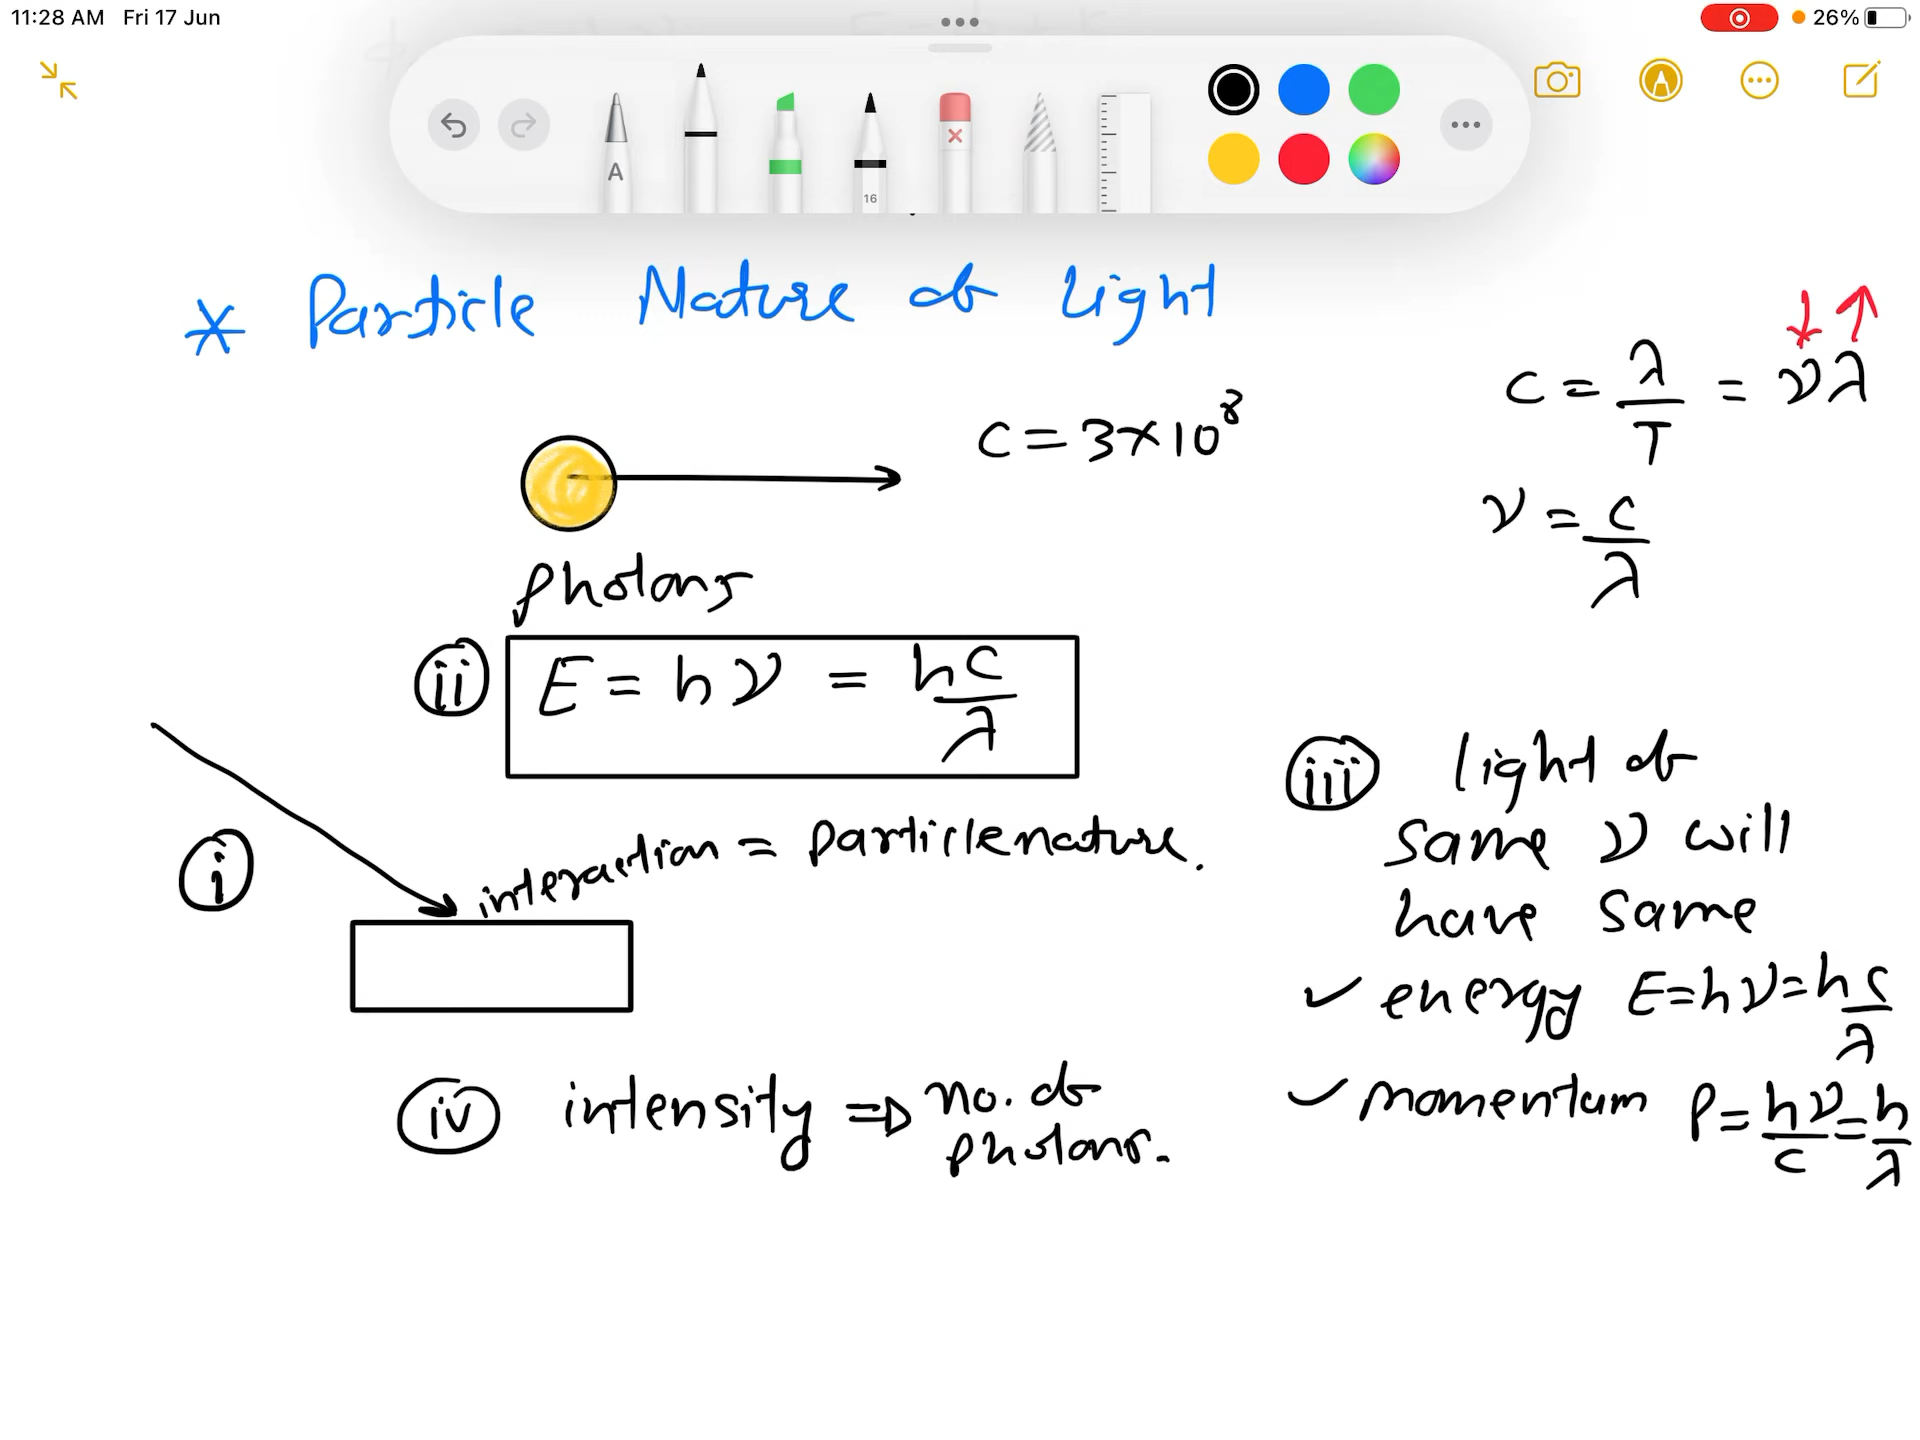 11:28 AM Fri 17 Jun
26%
A
16
* Particle Nature of light
C = 3×10⁸
C = λ/T = νλ
ν = c/λ
photons
(ii) E = hν = hc/λ
(i) interaction = particle nature.
(iii) light of
same ν will
have same
✓ energy E=hν=hc/λ
✓ momentum P=hν/c=h/λ
(iv) intensity ⇒ no. of
photons.